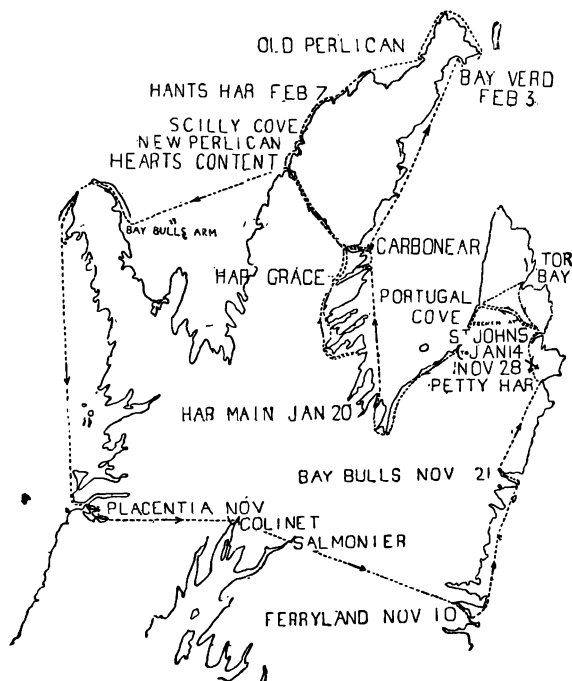 OLD PERLICAN
BAY VERD
FEB 3
HANTS HAR FEB 7
SCILLY COVE
NEW PERLICAN
HEARTS CONTENT
BAY BULLS ARM
CARBONEAR
HAR GRACE
TOR
BAY
PORTUGAL
COVE
ST JOHNS
JAN 14
NOV 28
PETTY HAR
HAR MAIN JAN 20
BAY BULLS NOV 21
PLACENTIA NOV
COLINET
SALMONIER
FERRYLAND NOV 10